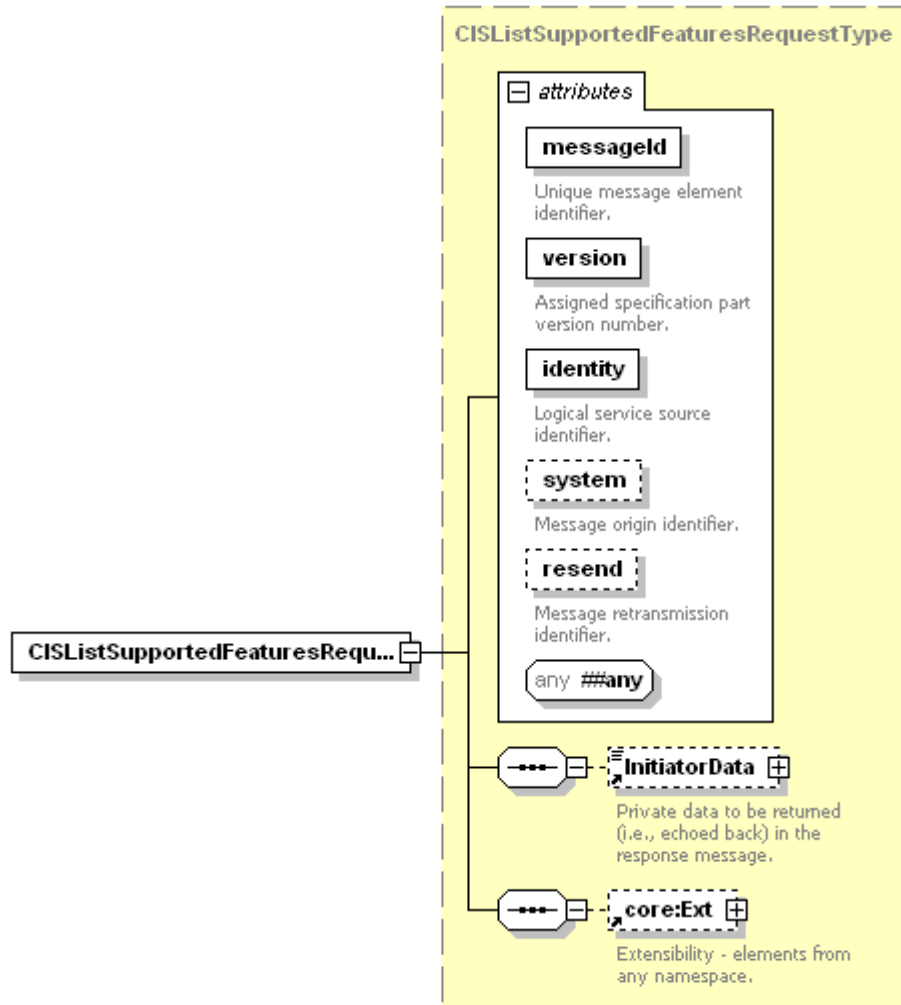 CISListSupportedFeaturesRequestType
attributes
messageId
Unique message element
identifier.
version
Assigned specification part
version number.
identity
Logical service source
identifier.
system
Message origin identifier.
resend
Message retransmission
identifier.
any ##any
CISListSupportedFeaturesRequ...
InitiatorData
Private data to be returned
(i.e., echoed back) in the
response message.
core:Ext
Extensibility - elements from
any namespace.